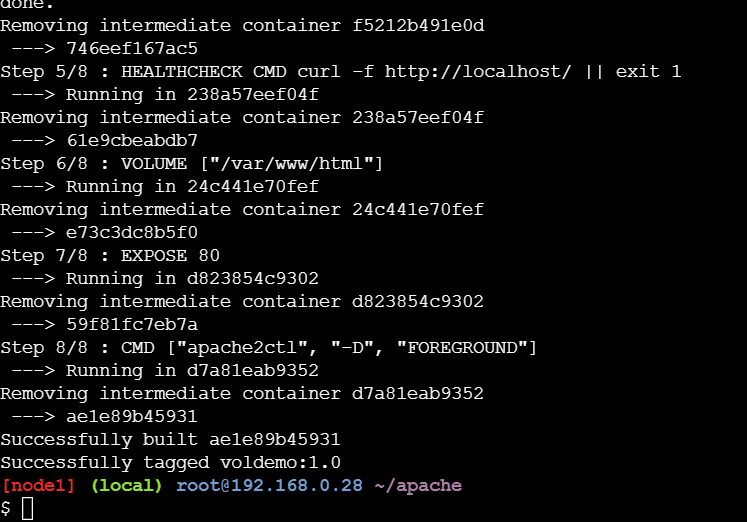 done.
Removing intermediate container f5212b491e0d
 ---> 746eef167ac5
Step 5/8 : HEALTHCHECK CMD curl -f http://localhost/ || exit 1
 ---> Running in 238a57eef04f
Removing intermediate container 238a57eef04f
 ---> 61e9cbeabdb7
Step 6/8 : VOLUME ["/var/www/html"]
 ---> Running in 24c441e70fef
Removing intermediate container 24c441e70fef
 ---> e73c3dc8b5f0
Step 7/8 : EXPOSE 80
 ---> Running in d823854c9302
Removing intermediate container d823854c9302
 ---> 59f81fc7eb7a
Step 8/8 : CMD ["apache2ctl", "-D", "FOREGROUND"]
 ---> Running in d7a81eab9352
Removing intermediate container d7a81eab9352
 ---> ae1e89b45931
Successfully built ae1e89b45931
Successfully tagged voldemo:1.0
[node1] (local) root@192.168.0.28 ~/apache
$